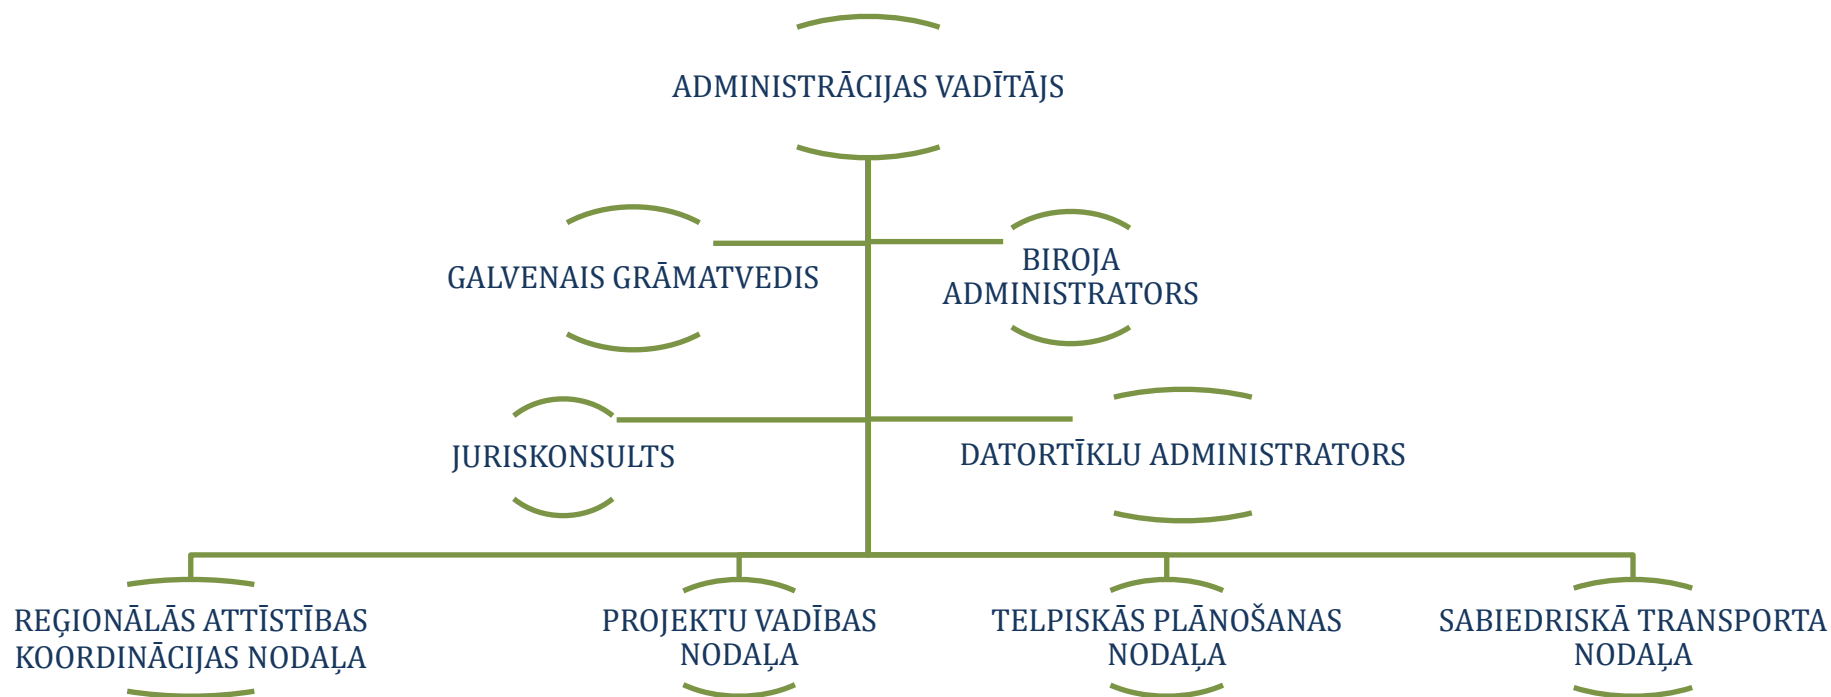 ADMINISTRĀCIJAS VADĪTĀJS
GALVENAIS GRĀMATVEDIS
BIROJA
ADMINISTRATORS
JURISKONSULTS
DATORTĪKLU ADMINISTRATORS
REĢIONĀLĀS ATTĪSTĪBAS
KOORDINĀCIJAS NODAĻA
PROJEKTU VADĪBAS
NODAĻA
TELPISKĀS PLĀNOŠANAS
NODAĻA
SABIEDRISKĀ TRANSPORTA
NODAĻA